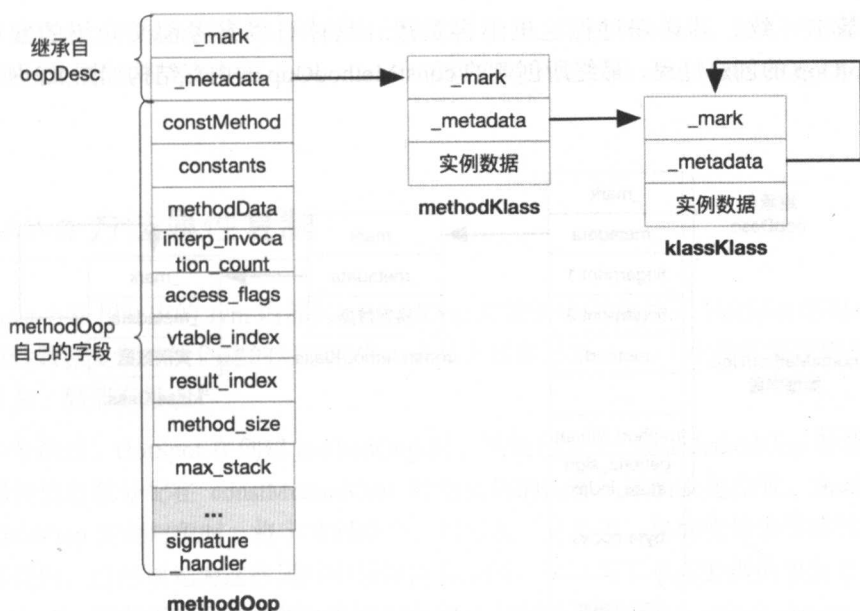 继承自
oopDesc
_mark
_metadata
constMethod
constants
methodData
interp_invoca
tion_count
access_flags
vtable_index
result_index
method_size
max_stack
...
signature
_handler
methodOop
自己的字段
methodOop
_mark
_metadata
实例数据
methodKlass
_mark
_metadata
实例数据
klassKlass